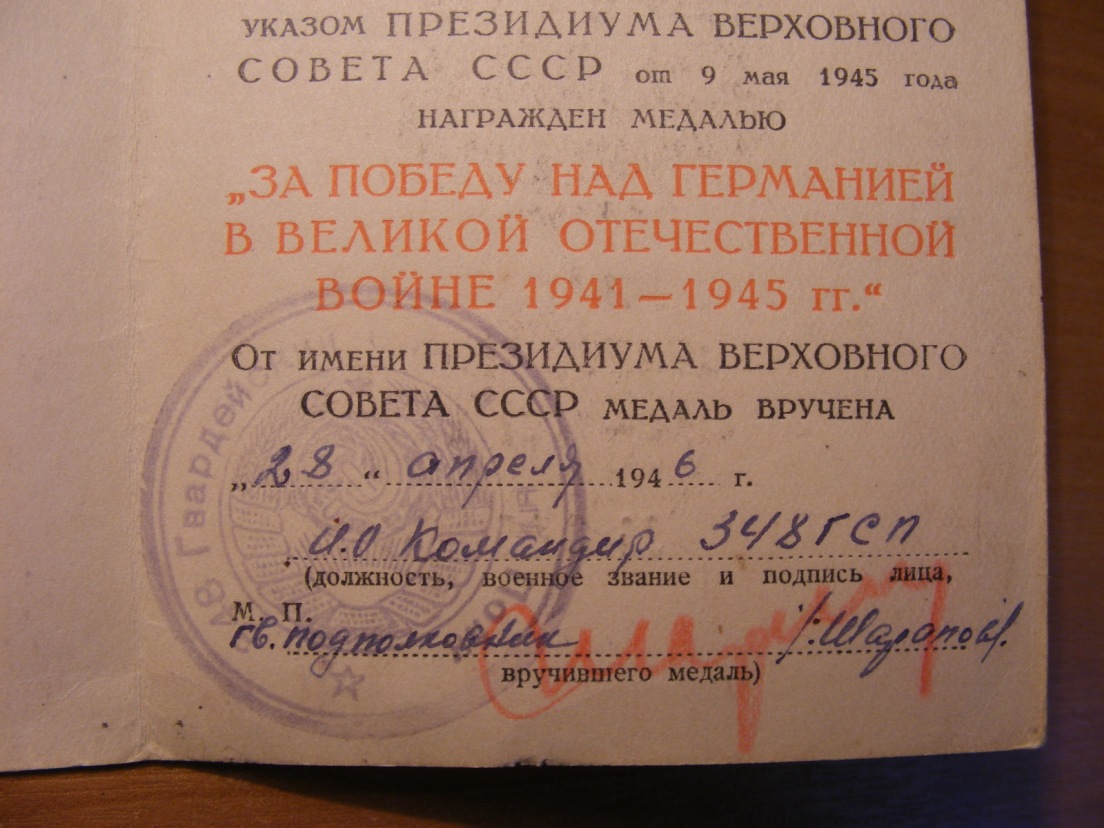 УКАЗОМ ПРЕЗИДИУМА ВЕРХОВНОГО
СОВЕТА СССР от 9 мая 1945 года
НАГРАЖДЕН МЕДАЛЬЮ
„ЗА ПОБЕДУ НАД ГЕРМАНИЕЙ
В ВЕЛИКОЙ ОТЕЧЕСТВЕННОЙ
ВОЙНЕ 1941—1945 гг.“
От имени ПРЕЗИДИУМА ВЕРХОВНОГО
СОВЕТА СССР МЕДАЛЬ ВРУЧЕНА
„28“ апреля 1946 г.
И.О Командир 348 ГСП
(должность, военное звание и подпись лица,
М. П.
гв. подполковник /:Шарапов/.
вручившего медаль)
Гвардейск